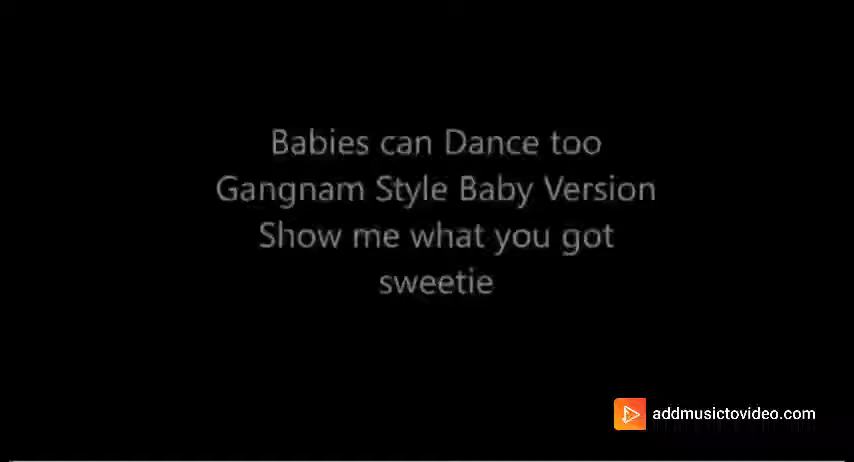 Babies can Dance too
Gangnam Style Baby Version
Show me what you got
sweetie
addmusictovideo.com